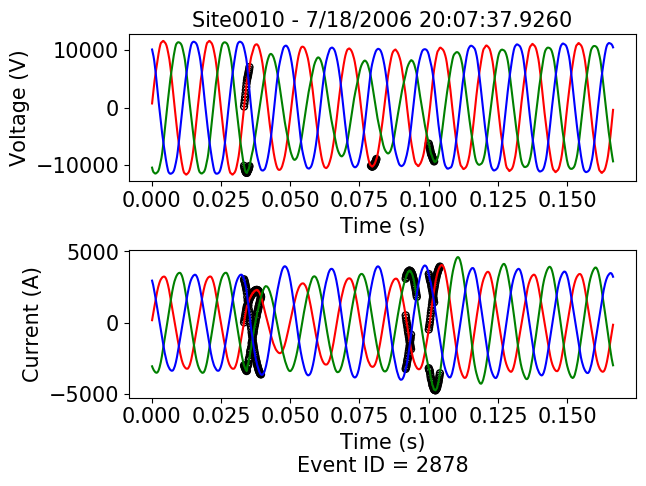 Site0010 - 7/18/2006 20:07:37.9260
Voltage (V)
10000
0
−10000
0.000 0.025 0.050 0.075 0.100 0.125 0.150
Time (s)
Current (A)
5000
0
−5000
0.000 0.025 0.050 0.075 0.100 0.125 0.150
Time (s)
Event ID = 2878